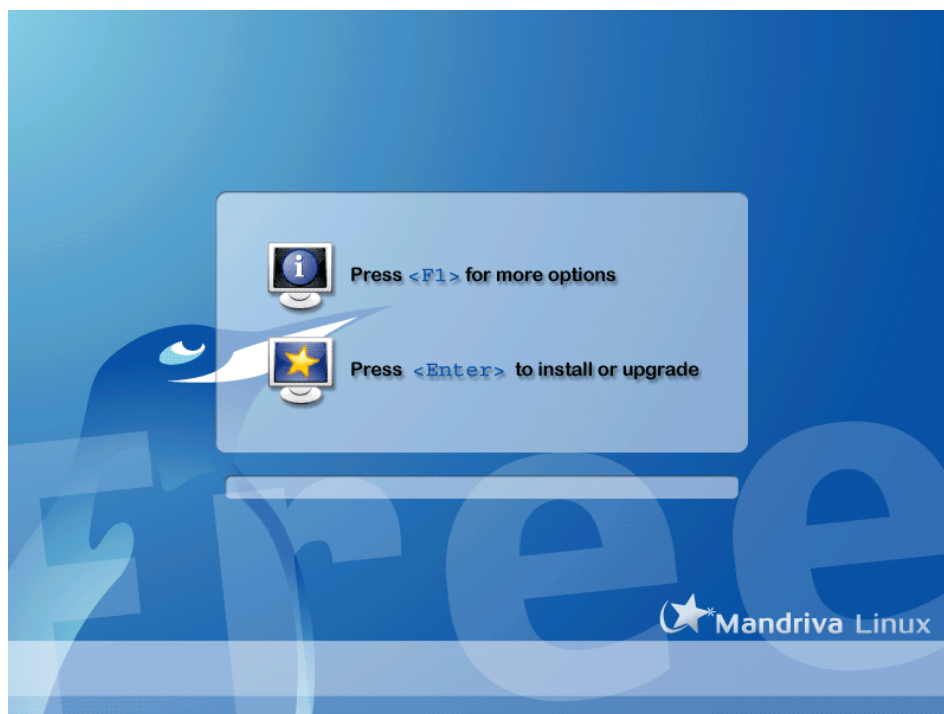 Press <F1> for more options
Press <Enter> to install or upgrade
Free
Mandriva Linux